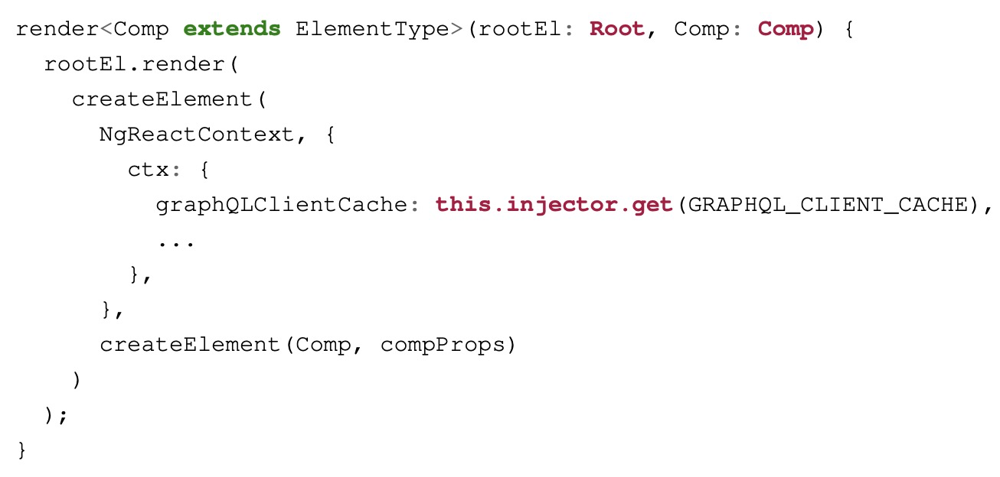 render<Comp extends ElementType>(rootEl: Root, Comp: Comp) {
  rootEl.render(
    createElement(
      NgReactContext, {
        ctx: {
          graphQLClientCache: this.injector.get(GRAPHQL_CLIENT_CACHE),
          ...
        },
      },
      createElement(Comp, compProps)
    )
  );
}